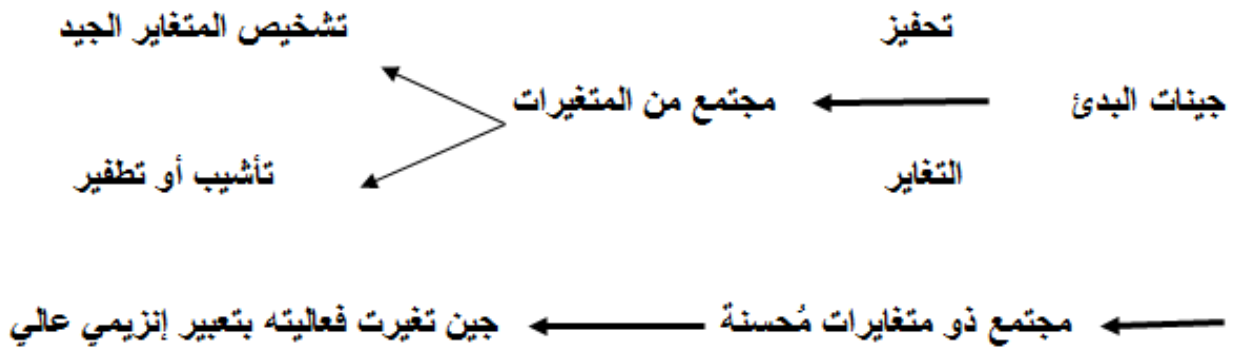 تحفيز
تشخيص المتغاير الجيد
جينات البدئ
مجتمع من المتغيرات
التغاير
تأشيب أو تطفير
مجتمع ذو متغايرات مُحسنة
جين تغيرت فعاليته بتعبير إنزيمي عالي